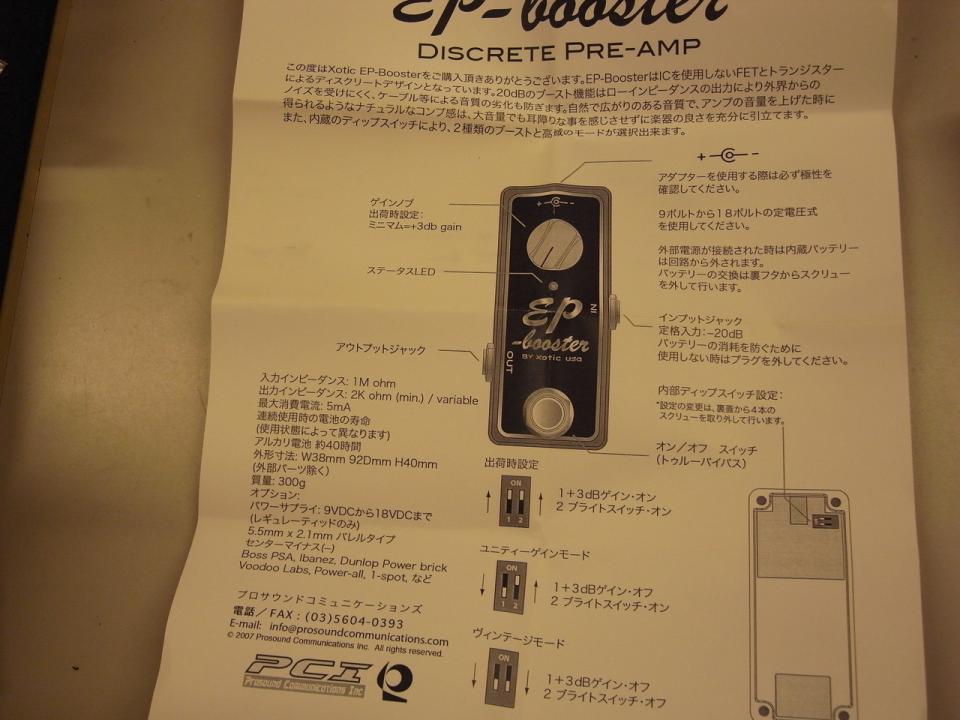 EP-booster
DISCRETE PRE-AMP
この度はXotic EP-Boosterをご購入頂きありがとうございます。EP-BoosterはICを使用しないFETとトランジスター
によるディスクリートデザインとなっています。20dBのブースト機能はローインピーダンスの出力により外界からの
ノイズを受けにくく、ケーブル等による音質の劣化も防ぎます。自然で広がりのある音質で、アンプの音量を上げた時に
得られるようなナチュラルなコンプ感は、大音量でも耳障りな事を感じさせずに楽器の良さを充分に引立てます。
また、内蔵のディップスイッチにより、2種類のブーストと高域のモードが選択出来ます。
+ -
アダプターを使用する際は必ず極性を
確認してください。
9ボルトから18ボルトの定電圧式
を使用してください。
外部電源が接続された時は内蔵バッテリー
は回路から外されます。
バッテリーの交換は裏フタからスクリュー
を外して行います。
ゲインノブ
出荷時設定:
ミニマム=+3db gain
ステータスLED
+ -
IN
EP
-booster
BY xotic usa
OUT
インプットジャック
定格入力:-20dB
バッテリーの消耗を防ぐために
使用しない時はプラグを外してください。
アウトプットジャック
内部ディップスイッチ設定:
*設定の変更は、裏蓋から4本の
スクリューを取り外して行います。
オン/オフ スイッチ
(トゥルーバイパス)
入力インピーダンス: 1M ohm
出力インピーダンス: 2K ohm (min.) / variable
最大消費電流: 5mA
連続使用時の電池の寿命
(使用状態によって異なります)
アルカリ電池 約40時間
外形寸法: W38mm 92Dmm H40mm
(外部パーツ除く)
質量: 300g
オプション:
パワーサプライ: 9VDCから18VDCまで
(レギュレーティッドのみ)
5.5mm x 2.1mm バレルタイプ
センターマイナス(-)
Boss PSA, Ibanez, Dunlop Power brick
Voodoo Labs, Power-all, 1-spot, など
出荷時設定
ON
1 2
1+3dBゲイン・オン
2 ブライトスイッチ・オン
ユニティーゲインモード
ON
1 2
1+3dBゲイン・オフ
2 ブライトスイッチ・オン
ヴィンテージモード
ON
1 2
1+3dBゲイン・オフ
2 ブライトスイッチ・オフ
プロサウンドコミュニケーションズ
電話/FAX : (03)5604-0393
E-mail: info@prosoundcommunications.com
© 2007 Prosound Communications Inc. All rights reserved.
PCI
Prosound Communications Inc.